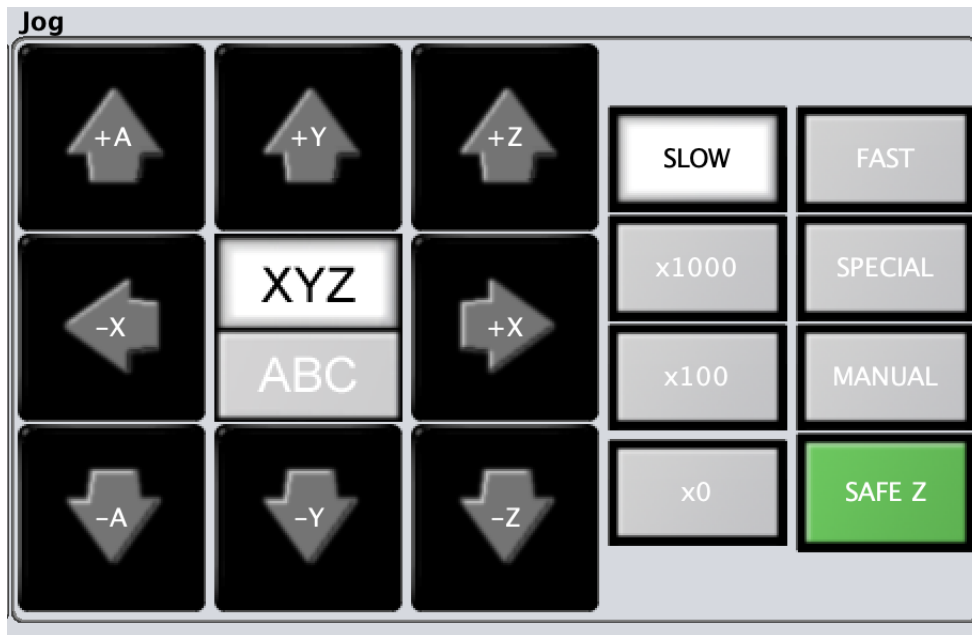 Jog
+A +Y +Z
SLOW FAST
XYZ
x1000 SPECIAL
-X +X
ABC
x100 MANUAL
x0 SAFE Z
-A -Y -Z